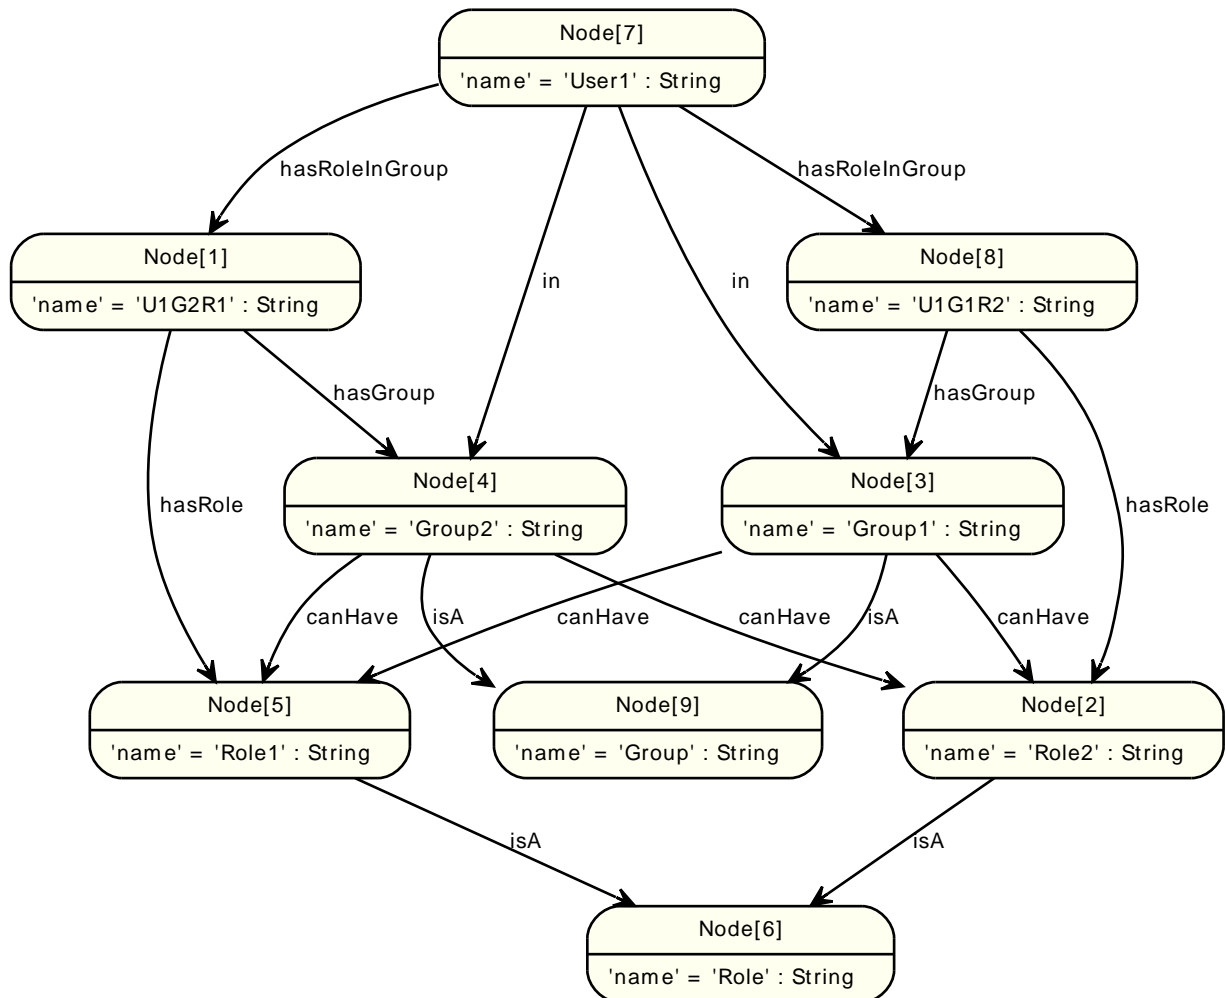 Node[7]
'name' = 'User1' : String
hasRoleInGroup
hasRoleInGroup
Node[1]
'name' = 'U1G2R1' : String
in
in
Node[8]
'name' = 'U1G1R2' : String
hasGroup
hasGroup
Node[4]
'name' = 'Group2' : String
Node[3]
'name' = 'Group1' : String
hasRole
hasRole
canHave
isA
canHave
canHave
isA
canHave
Node[5]
'name' = 'Role1' : String
Node[9]
'name' = 'Group' : String
Node[2]
'name' = 'Role2' : String
isA
isA
Node[6]
'name' = 'Role' : String